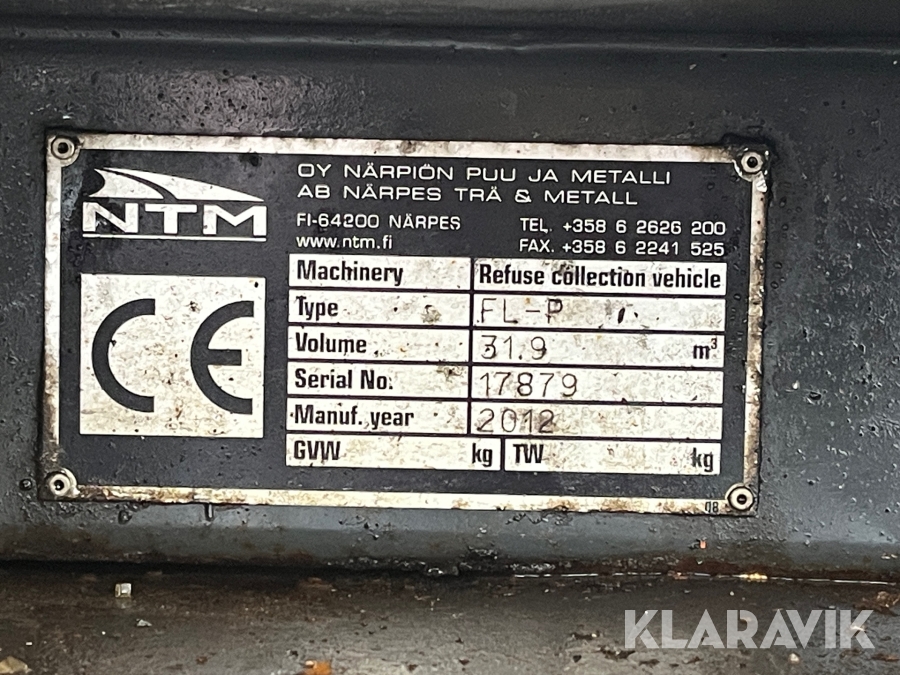 NTM
OY NÄRPIÖN PUU JA METALLI
AB NÄRPES TRÄ & METALL
FI-64200 NÄRPES TEL. +358 6 2626 200
www.ntm.fi FAX. +358 6 2241 525
CE
Machinery Refuse collection vehicle
Type FL-P
Volume 31.9 m³
Serial No. 17879
Manuf. year 2012
GVW kg TW kg
08
KLARAVIK